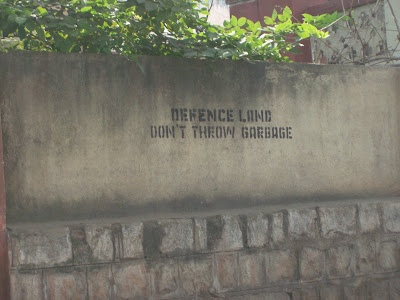 DEFENCE LAND
DON'T THROW GARBAGE